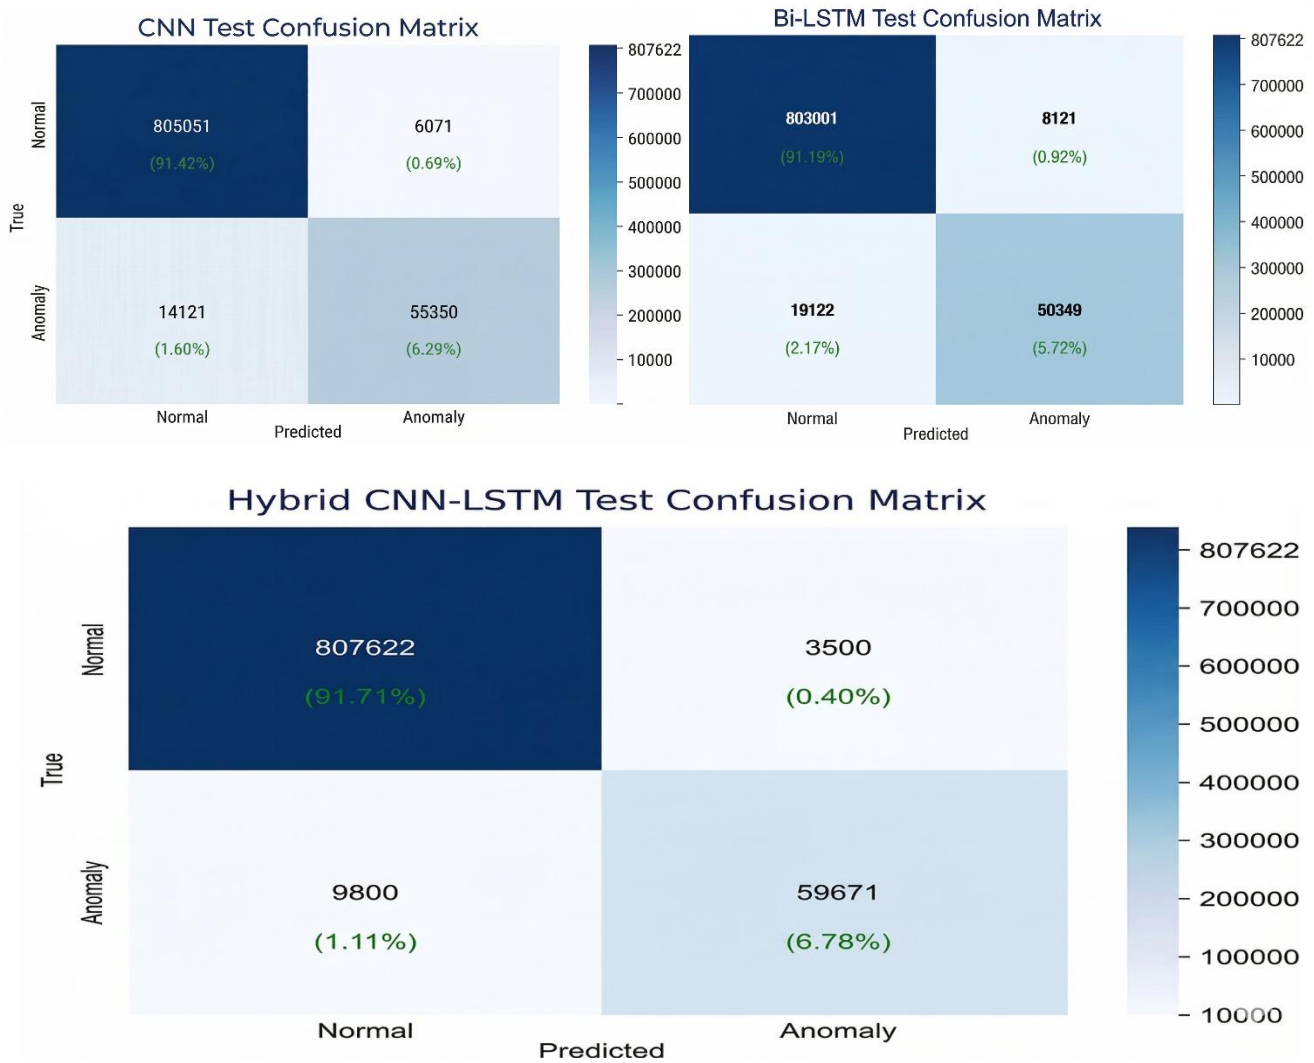 CNN Test Confusion Matrix
Normal
805051
6071
(91.42%)
(0.69%)
True
Anomaly
14121
55350
(1.60%)
(6.29%)
Normal
Anomaly
Predicted
807622
700000
600000
500000
400000
300000
200000
10000
Bi-LSTM Test Confusion Matrix
803001
8121
(91.19%)
(0.92%)
19122
50349
(2.17%)
(5.72%)
Normal
Anomaly
Predicted
807622
700000
600000
500000
400000
300000
200000
10000
Hybrid CNN-LSTM Test Confusion Matrix
Normal
807622
3500
(91.71%)
(0.40%)
True
Anomaly
9800
59671
(1.11%)
(6.78%)
Normal
Anomaly
Predicted
807622
700000
600000
500000
400000
300000
200000
100000
10000